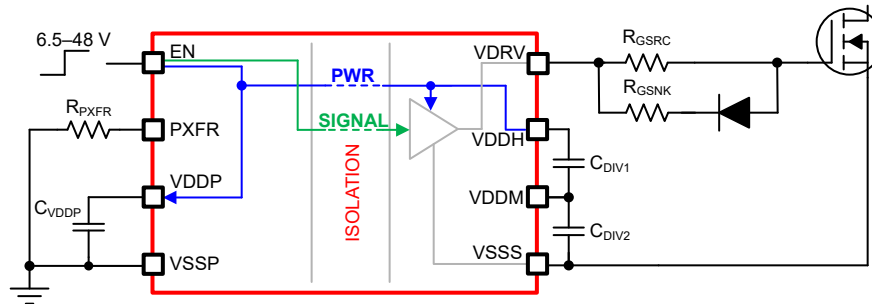 6.5–48 V
EN
VDRV
RGSRC
PWR
RGSNK
RPXFR
PXFR
SIGNAL
VDDH
CDIV1
VDDP
ISOLATION
VDDM
CVDDP
CDIV2
VSSP
VSSS